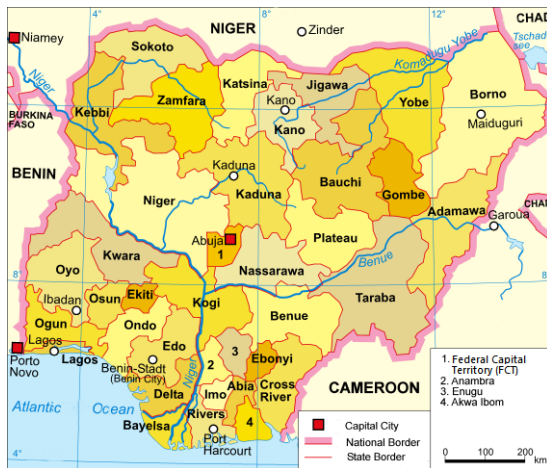 4°
8°
12°
NIGER
Zinder
CHAD
Niamey
Sokoto
Komadugu Yobe
Tschad-
see
Niger
Katsina
Jigawa
Zamfara
Yobe
Borno
Kebbi
Kano
Kano
Maiduguri
BURKINA
FASO
BENIN
Kaduna
Bauchi
Gombe
CHAD
Niger
Kaduna
Adamawa
Garoua
Plateau
Abuja
1
Kwara
Nassarawa
Benue
8°
Oyo
Taraba
Ibadan
Osun
Ekiti
Kogi
Benue
Ogun
Ondo
Edo
3
Ebonyi
Lagos
Lagos
Porto
Novo
Benin-Stadt
(Benin City)
Niger
2
Abia
Cross
River
CAMEROON
Delta
Imo
Atlantic Ocean
Rivers
4
Bayelsa
Port
Harcourt
4°
1. Federal Capital
Territory (FCT)
2. Anambra
3. Enugu
4. Akwa Ibom
Capital City
National Border
State Border
0 100 200
km